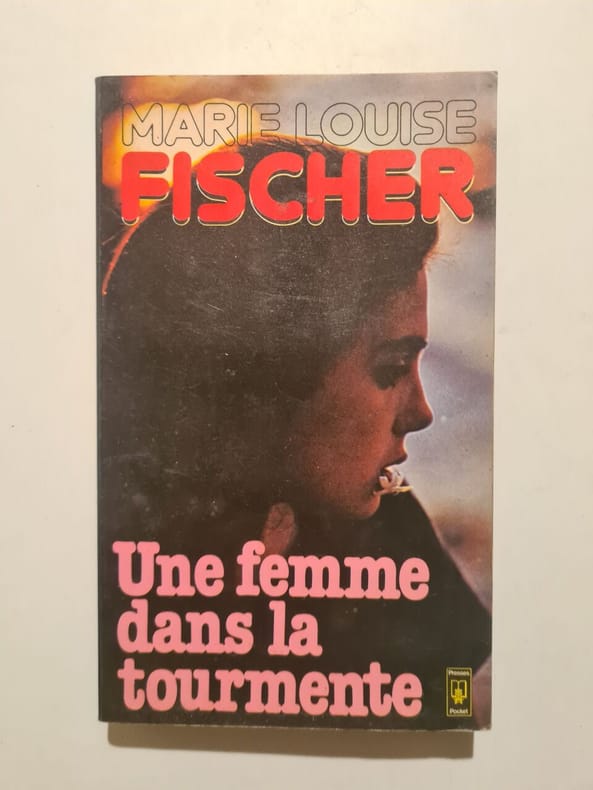 MARIE LOUISE
FISCHER
Une femme
dans la
tourmente
Presses
Pocket